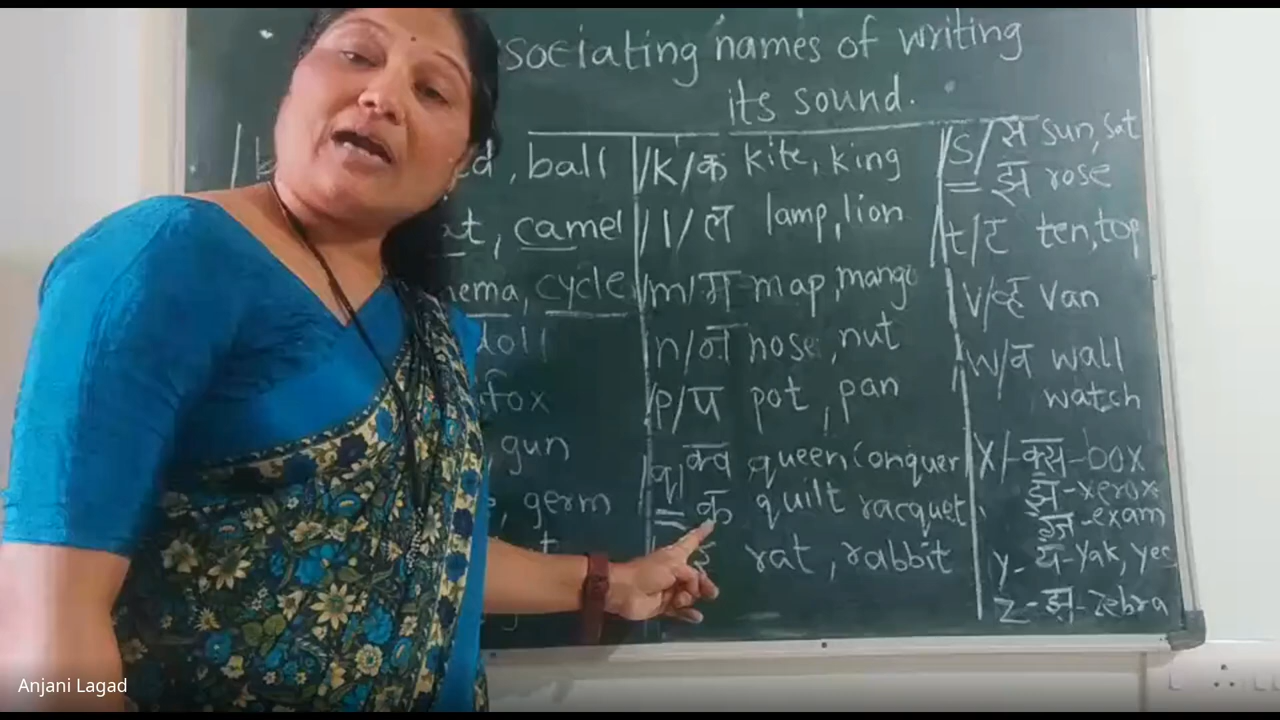 sociating names of writing
its sound.
ball
camel
cycle
doll
fox
gun
germ
/k/ क kite, king
/l/ ल lamp, lion
/m/ म map, mango
n/ न nose, nut
/p/ प pot, pan
/q/ क्व queen conquer
क quilt racquet
rat, rabbit
/s/ स sun, sat
झ rose
t/ ट ten, top
v/ व्ह van
w/ व wall
watch
x/- क्स - box
झ - xerox
ग्ज - exam
y - य - yak, yes
z - झ - zebra
Anjani Lagad